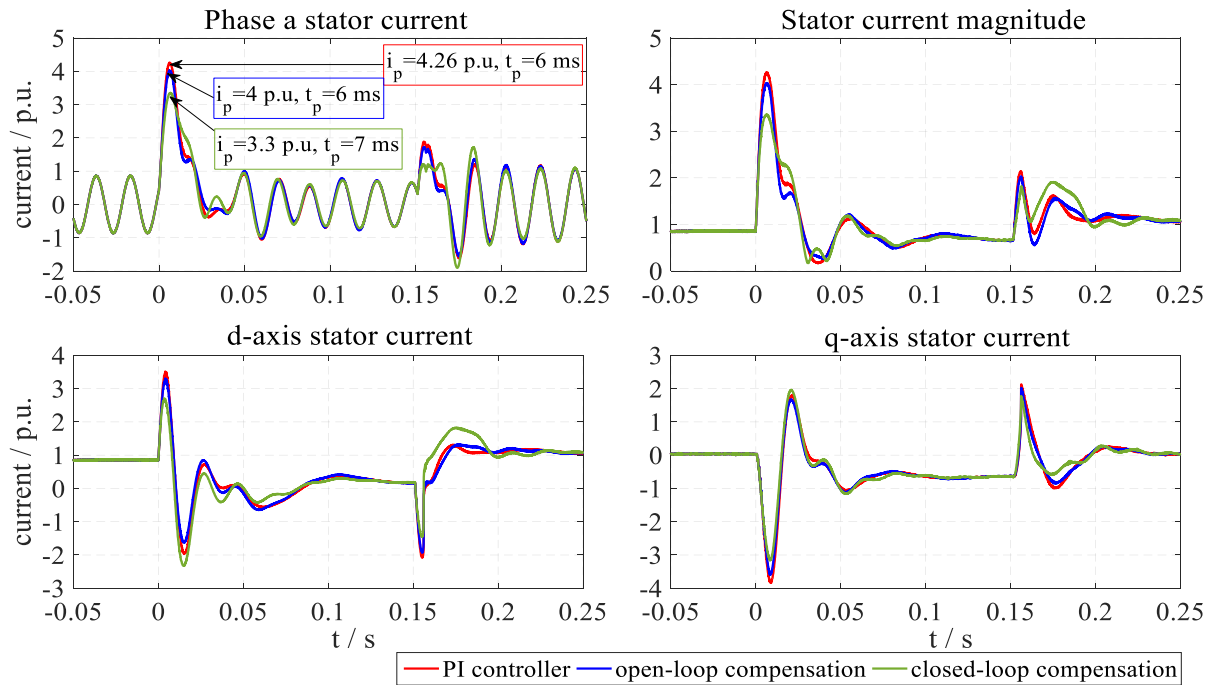 Phase a stator current
Stator current magnitude
current / p.u.
5
4
3
2
1
0
-1
-2
i_p=4.26 p.u, t_p=6 ms
i_p=4 p.u, t_p=6 ms
i_p=3.3 p.u, t_p=7 ms
-0.05 0 0.05 0.1 0.15 0.2 0.25
5
4
3
2
1
0
-0.05 0 0.05 0.1 0.15 0.2 0.25
d-axis stator current
q-axis stator current
current / p.u.
4
3
2
1
0
-1
-2
-3
-0.05 0 0.05 0.1 0.15 0.2 0.25
t / s
3
2
1
0
-1
-2
-3
-4
-0.05 0 0.05 0.1 0.15 0.2 0.25
t / s
PI controller open-loop compensation closed-loop compensation